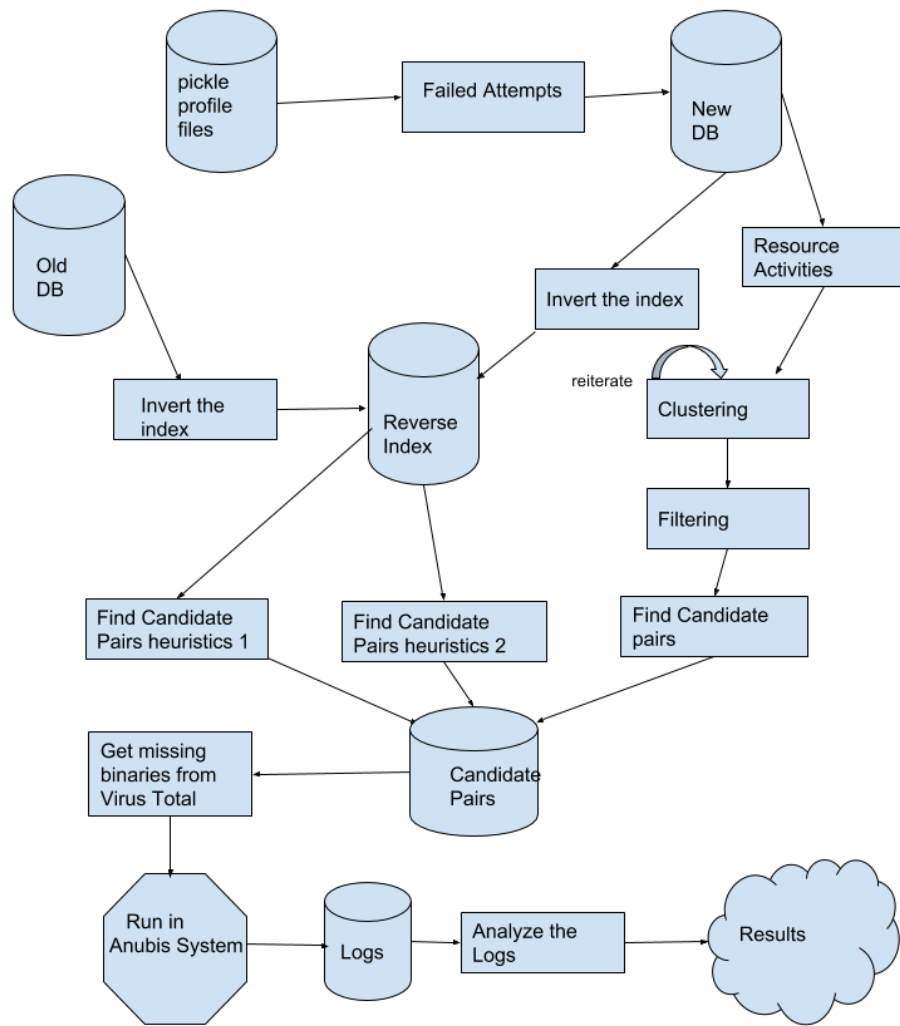 pickle
profile
files
Failed Attempts
New
DB
Old
DB
Resource
Activities
Invert the index
reiterate
Invert the
index
Reverse
Index
Clustering
Filtering
Find Candidate
Pairs heuristics 1
Find Candidate
Pairs heuristics 2
Find Candidate
pairs
Get missing
binaries from
Virus Total
Candidate
Pairs
Run in
Anubis System
Logs
Analyze the
Logs
Results